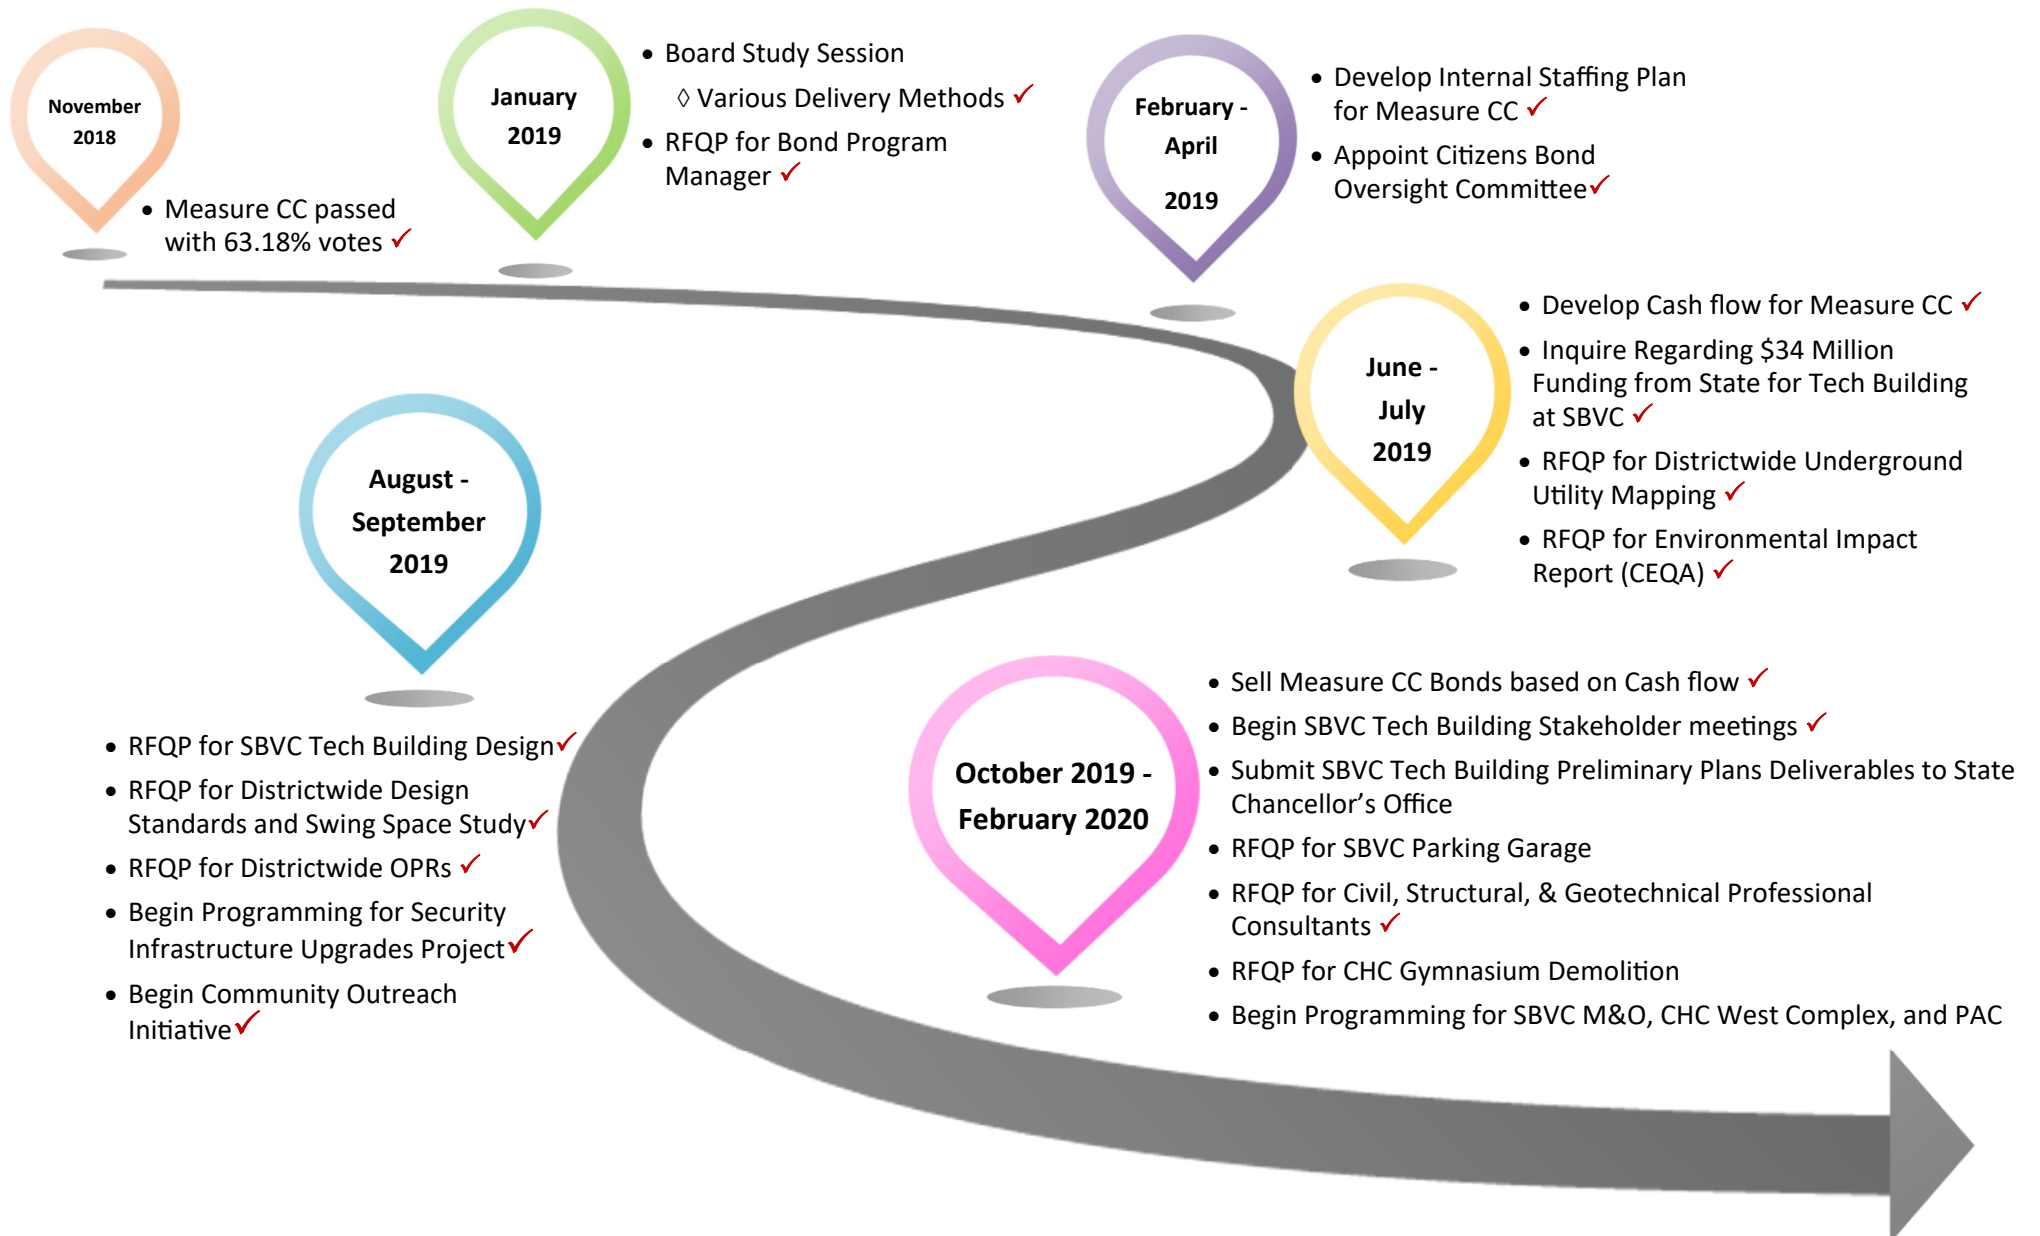 November
2018
• Measure CC passed
with 63.18% votes ✓
January
2019
• Board Study Session
◊ Various Delivery Methods ✓
• RFQP for Bond Program
Manager ✓
February -
April
2019
• Develop Internal Staffing Plan
for Measure CC ✓
• Appoint Citizens Bond
Oversight Committee ✓
June -
July
2019
• Develop Cash flow for Measure CC ✓
• Inquire Regarding $34 Million
Funding from State for Tech Building
at SBVC ✓
• RFQP for Districtwide Underground
Utility Mapping ✓
• RFQP for Environmental Impact
Report (CEQA) ✓
August -
September
2019
• RFQP for SBVC Tech Building Design ✓
• RFQP for Districtwide Design
Standards and Swing Space Study ✓
• RFQP for Districtwide OPRs ✓
• Begin Programming for Security
Infrastructure Upgrades Project ✓
• Begin Community Outreach
Initiative ✓
October 2019 -
February 2020
• Sell Measure CC Bonds based on Cash flow ✓
• Begin SBVC Tech Building Stakeholder meetings ✓
• Submit SBVC Tech Building Preliminary Plans Deliverables to State
Chancellor’s Office
• RFQP for SBVC Parking Garage
• RFQP for Civil, Structural, & Geotechnical Professional
Consultants ✓
• RFQP for CHC Gymnasium Demolition
• Begin Programming for SBVC M&O, CHC West Complex, and PAC